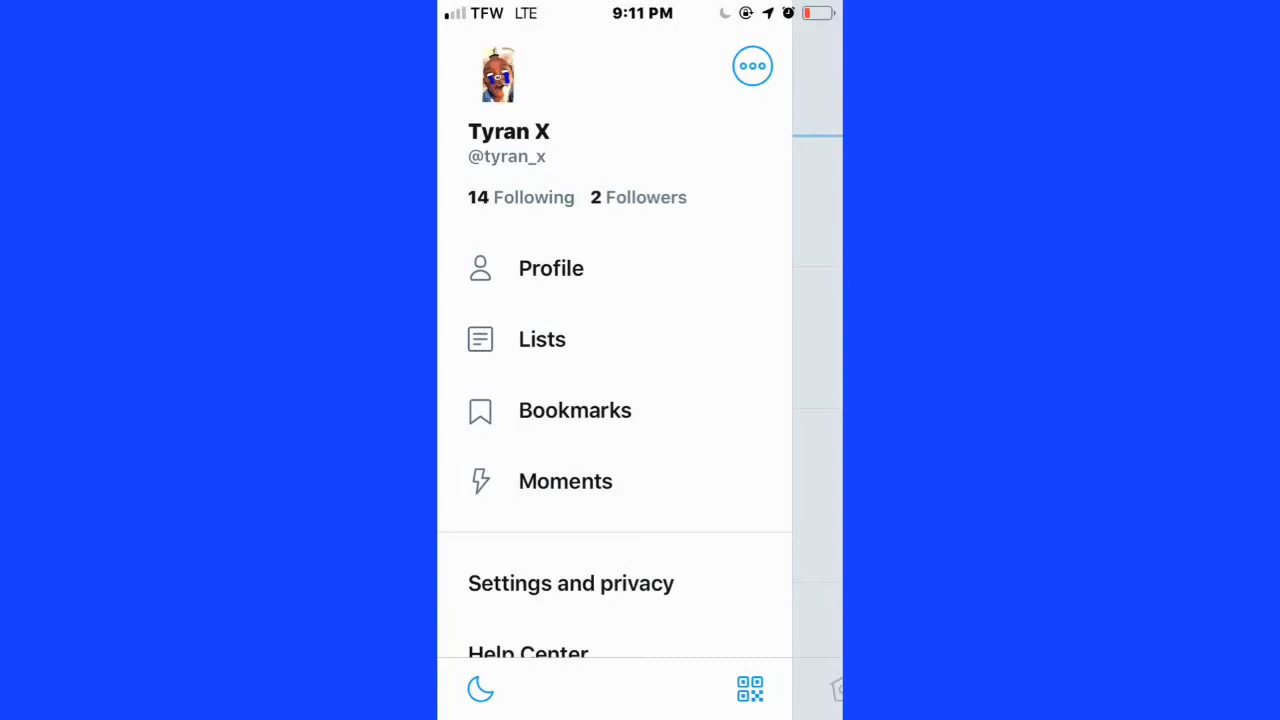 TFW LTE 9:11 PM
Tyran X
@tyran_x
14 Following 2 Followers
Profile
Lists
Bookmarks
Moments
Settings and privacy
Help Center